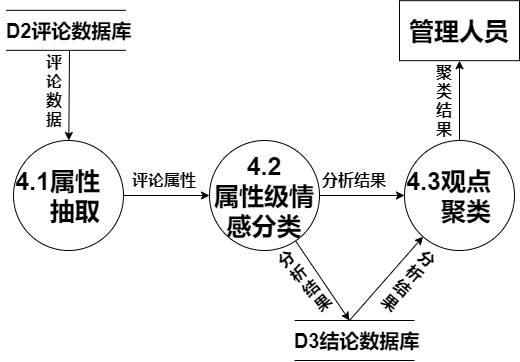 D2评论数据库
管理人员
评论数据
聚类结果
4.1属性
抽取
评论属性
4.2
属性级情
感分类
分析结果
4.3观点
聚类
分析结果
分析结果
D3结论数据库